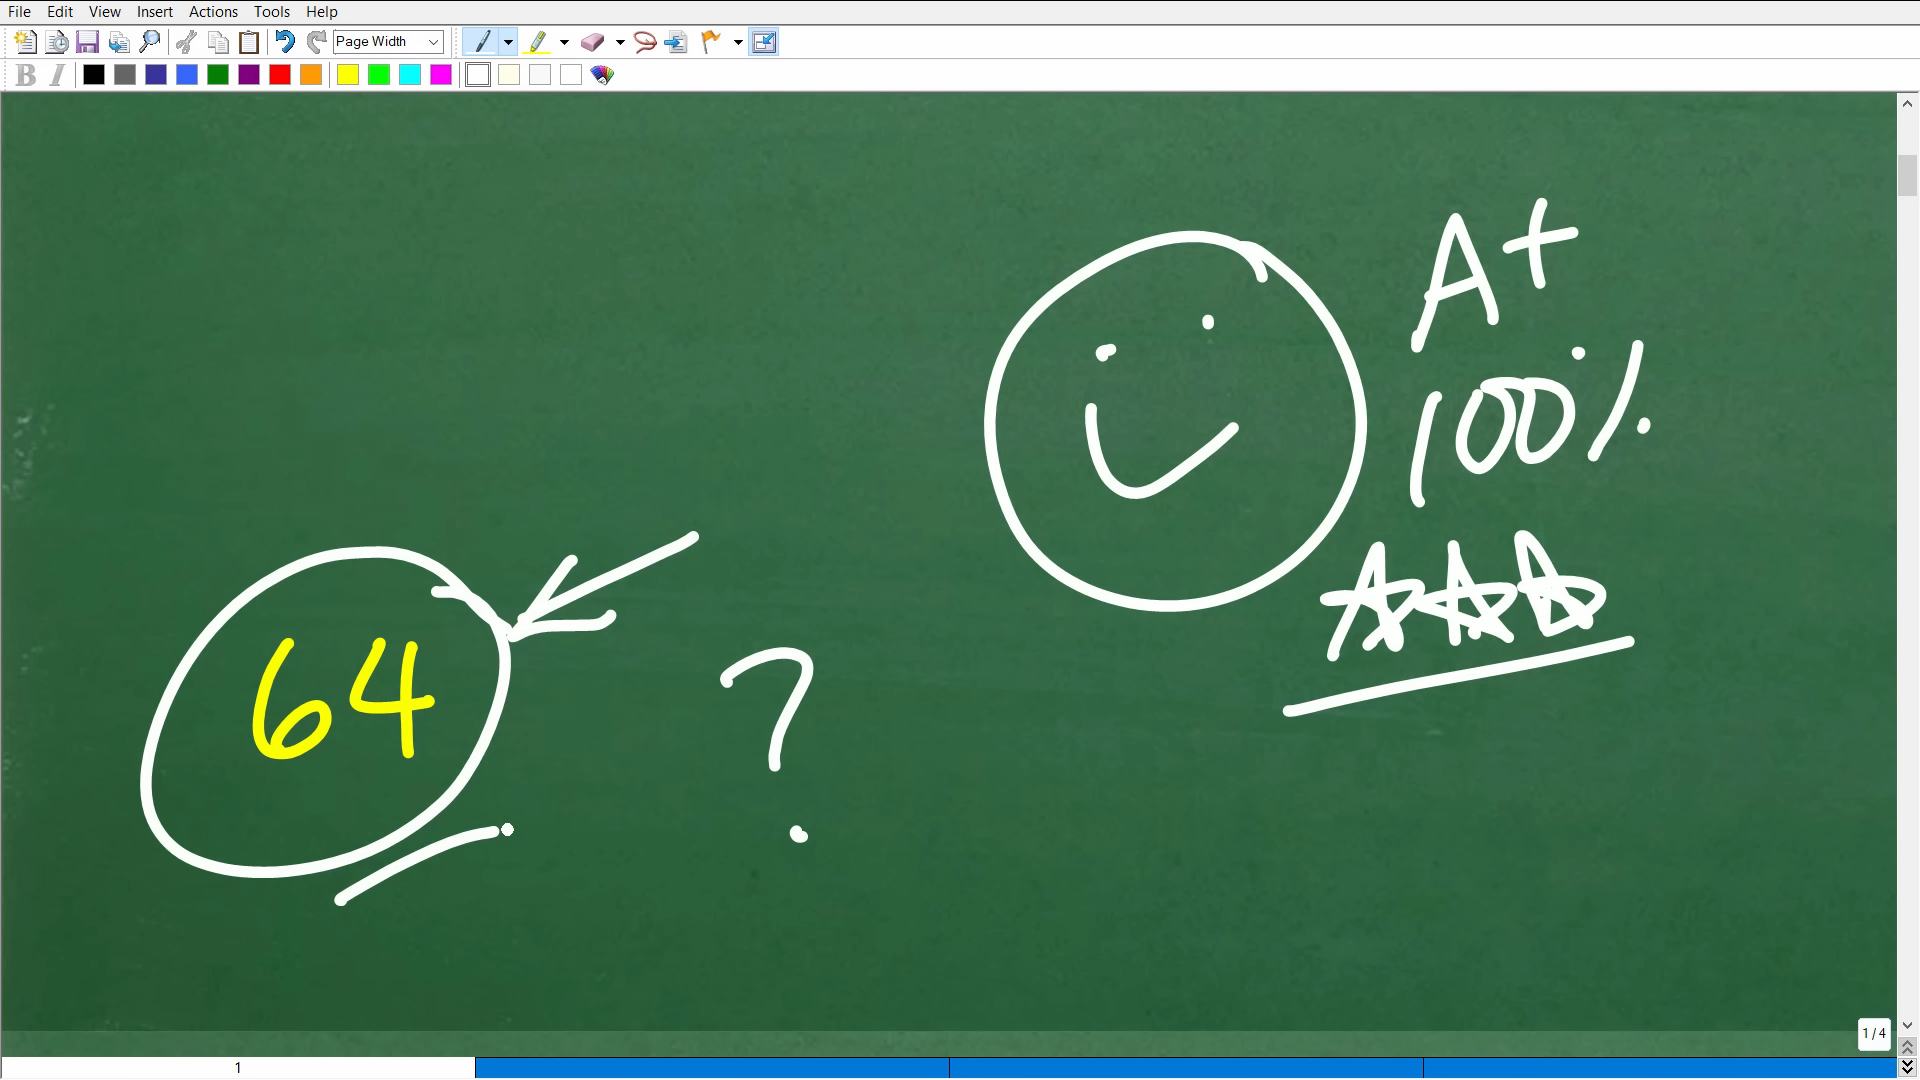 File Edit View Insert Actions Tools Help
Page Width
B I
A+
100%
64
?
1 / 4
1